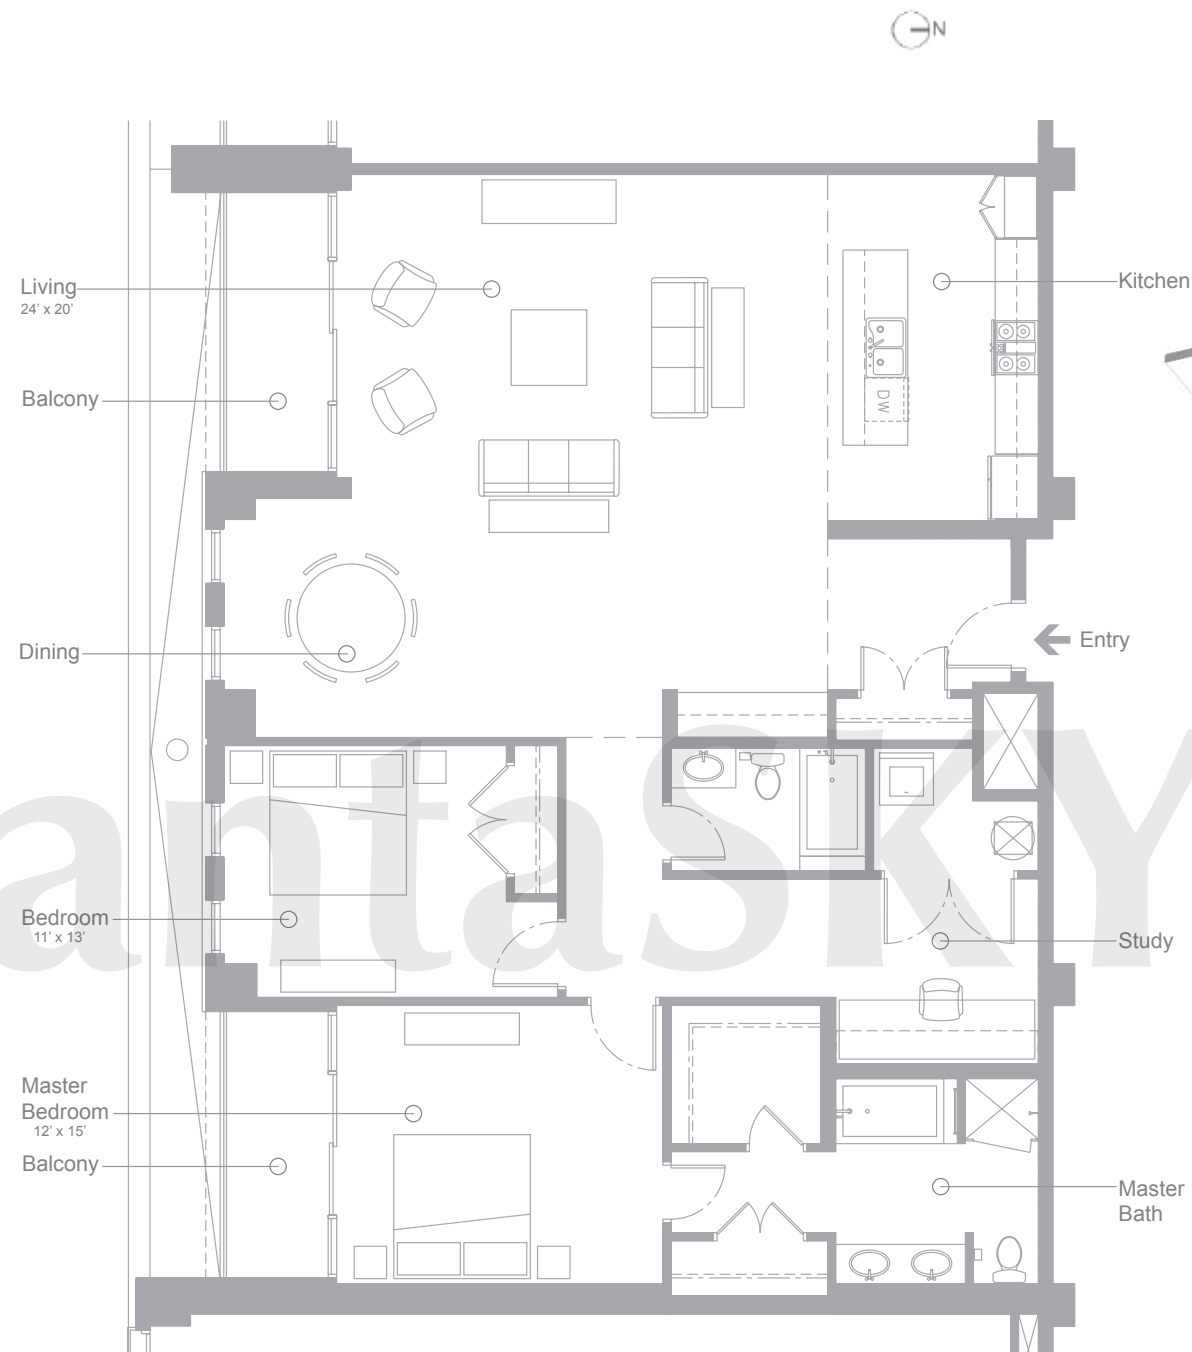 N
Living
24' x 20'
Kitchen
Balcony
DW
Dining
Entry
Bedroom
11' x 13'
Study
Master
Bedroom
12' x 15'
Balcony
Master
Bath
antaSKY